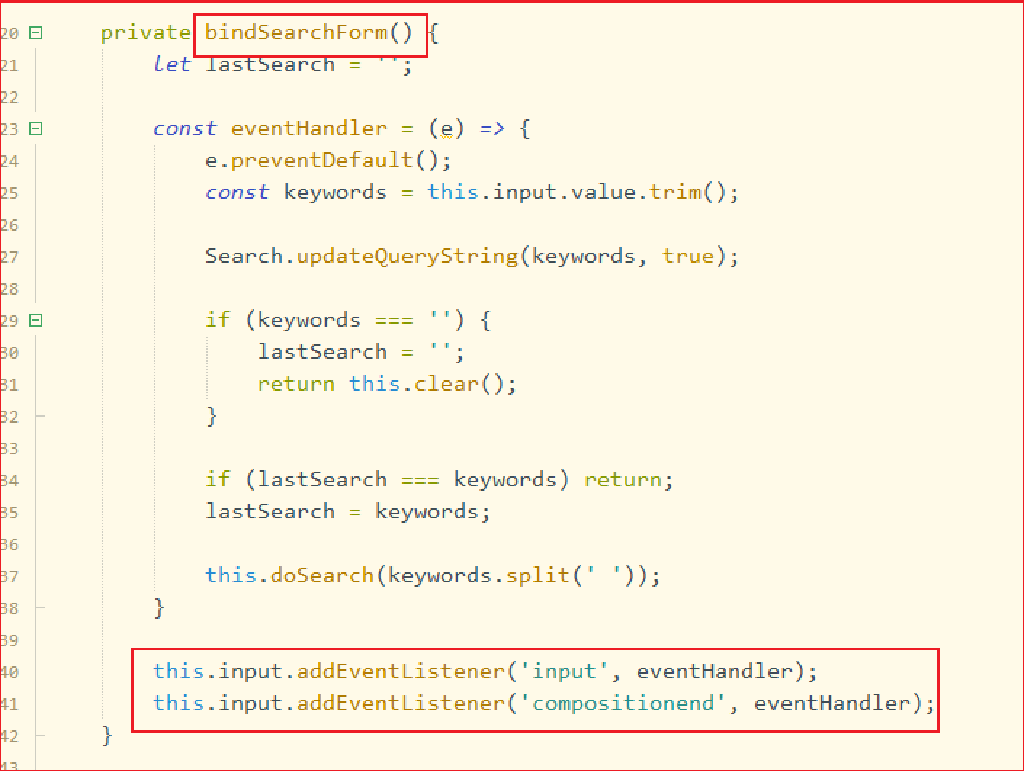 20 private bindSearchForm() {
21 let lastSearch = '';
22
23 const eventHandler = (e) => {
24 e.preventDefault();
25 const keywords = this.input.value.trim();
26
27 Search.updateQueryString(keywords, true);
28
29 if (keywords === '') {
30 lastSearch = '';
31 return this.clear();
32 }
33
34 if (lastSearch === keywords) return;
35 lastSearch = keywords;
36
37 this.doSearch(keywords.split(' '));
38 }
39
40 this.input.addEventListener('input', eventHandler);
41 this.input.addEventListener('compositionend', eventHandler);
42 }
43